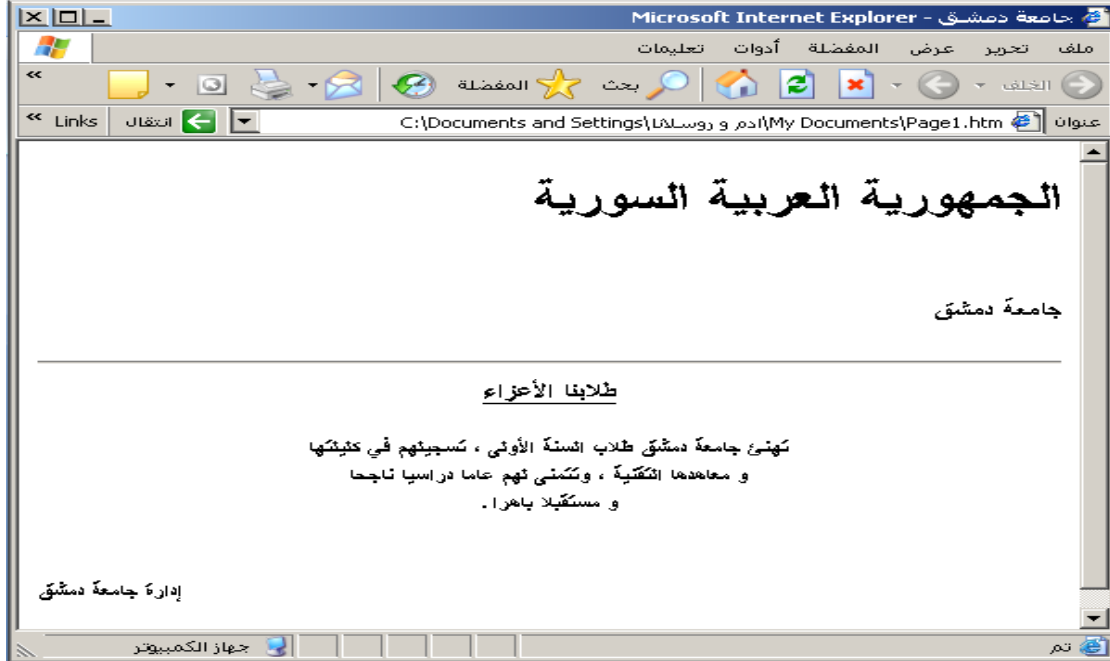 جامعة دمشق - Microsoft Internet Explorer
ملف تحرير عرض المفضلة أدوات تعليمات
الخلف بحث المفضلة
عنوان C:\Documents and Settings\ادم و روسلانا\My Documents\Page1.htm انتقال Links
الجمهورية العربية السورية
جامعة دمشق
طلابنا الأعزاء
تهنئ جامعة دمشق طلاب السنة الأولى ، تسجيلهم في كليتها
و معاهدها التقنية ، وتتمنى لهم عاما دراسيا ناجحا
و مستقبلا باهرا .
إدارة جامعة دمشق
تم جهاز الكمبيوتر